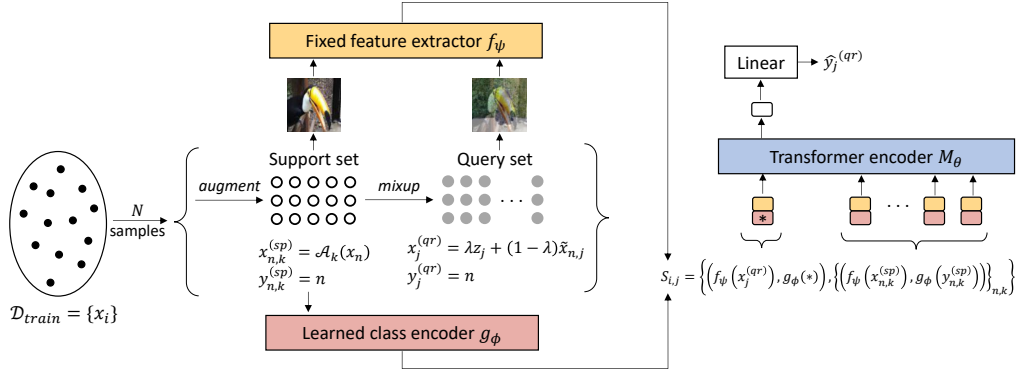 Fixed feature extractor f_ψ
Support set
Query set
augment
mixup
N
samples
x_{n,k}^{(sp)} = 𝒜_k(x_n)
y_{n,k}^{(sp)} = n
x_j^{(qr)} = λz_j + (1 − λ)x̃_{n,j}
y_j^{(qr)} = n
𝒟_{train} = {x_i}
Learned class encoder g_ϕ
Linear
ŷ_j^{(qr)}
Transformer encoder M_θ
*
· · ·
· · ·
S_{i,j} = {(f_ψ(x_j^{(qr)}), g_ϕ(*)), {(f_ψ(x_{n,k}^{(sp)}), g_ϕ(y_{n,k}^{(sp)}))}_{n,k}}